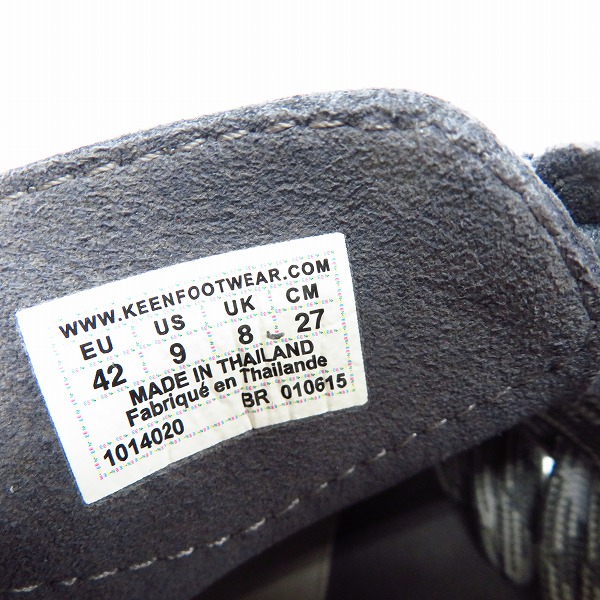 WWW.KEENFOOTWEAR.COM
EU US UK CM
42 9 8 27
MADE IN THAILAND
Fabriqué en Thaïlande
1014020 BR 010615